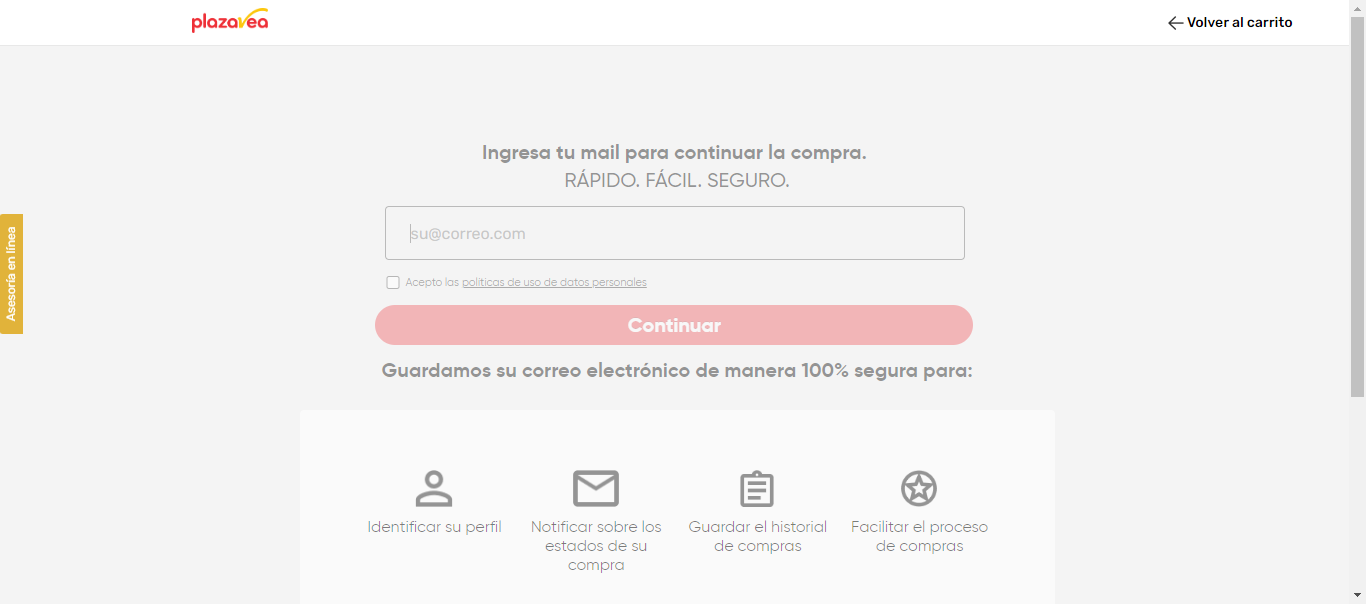 plazavea
Volver al carrito
Ingresa tu mail para continuar la compra.
RÁPIDO. FÁCIL. SEGURO.
su@correo.com
Acepto las políticas de uso de datos personales
Continuar
Guardamos su correo electrónico de manera 100% segura para:
Asesoría en línea
Identificar su perfil
Notificar sobre los
estados de su
compra
Guardar el historial
de compras
Facilitar el proceso
de compras